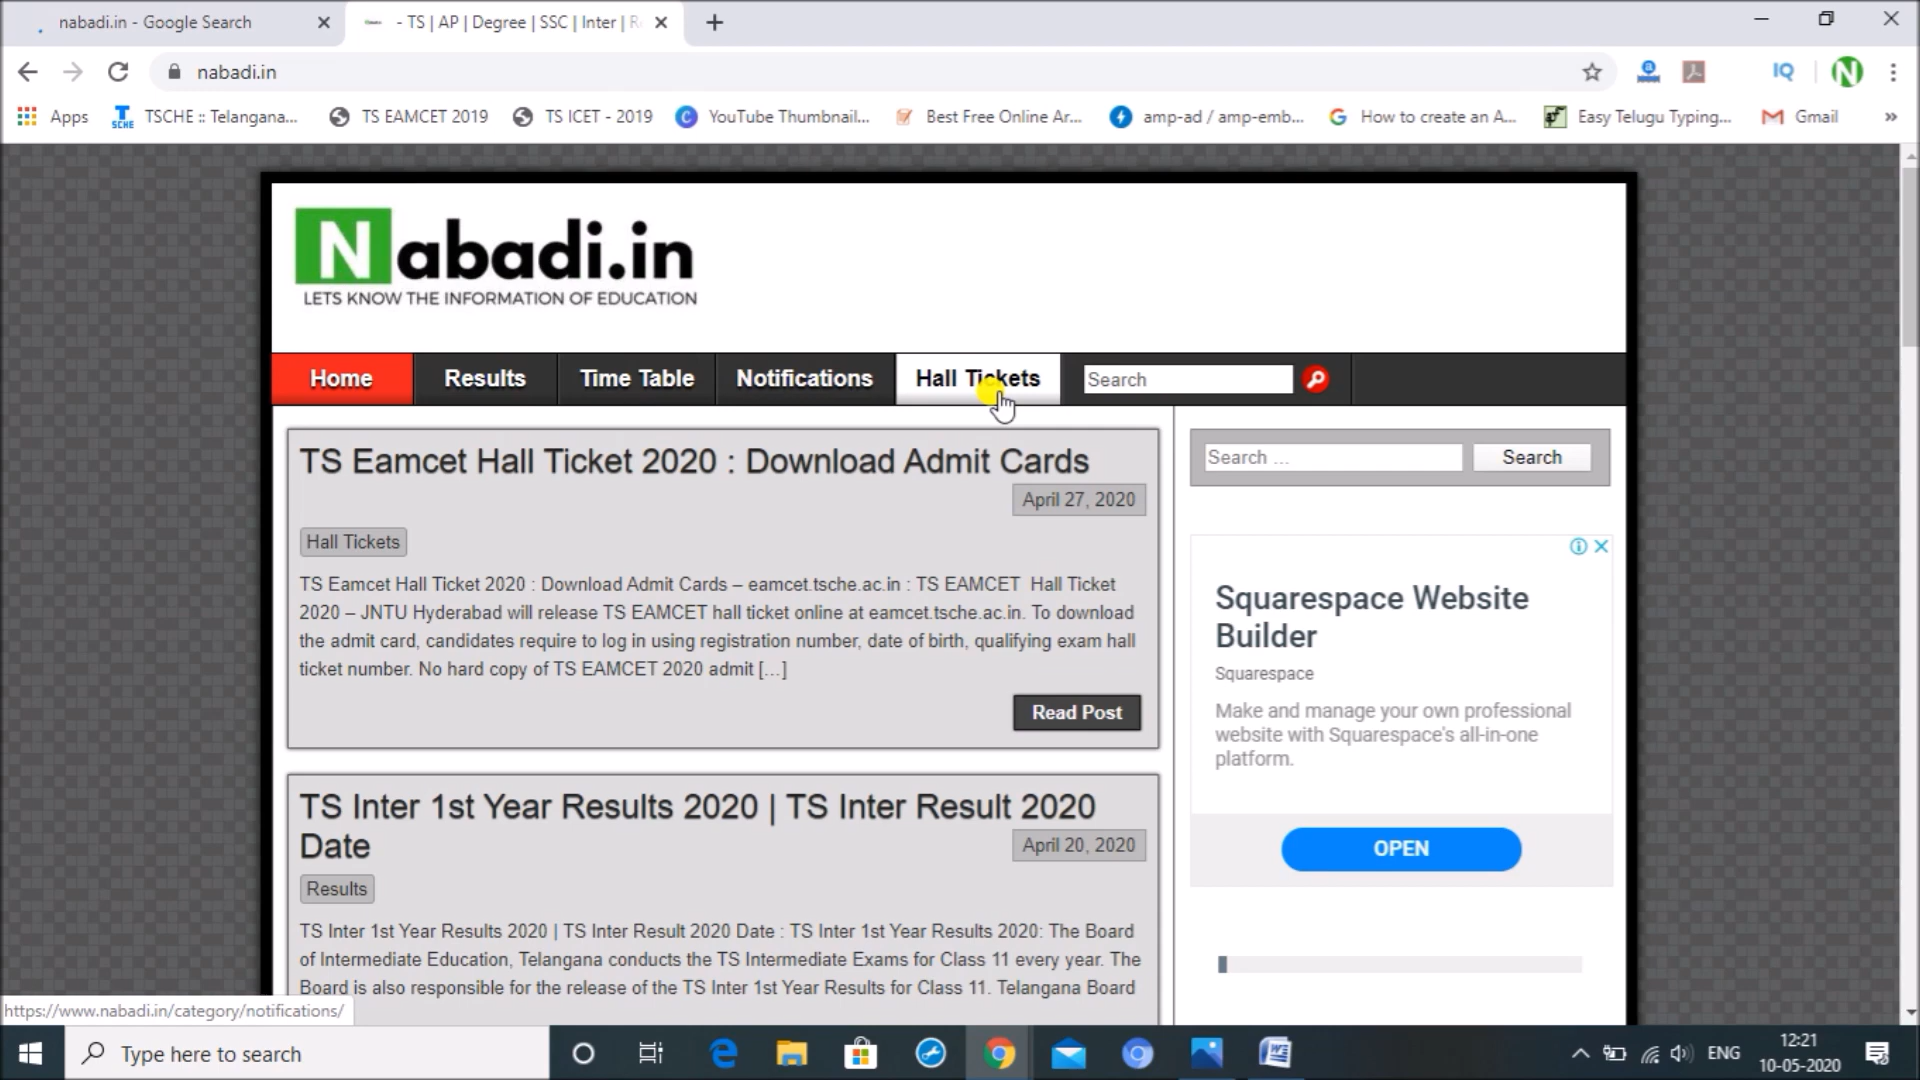 nabadi.in - Google Search
- TS | AP | Degree | SSC | Inter | R
nabadi.in
IQ
N
Apps
TSCHE :: Telangana...
TS EAMCET 2019
TS ICET - 2019
YouTube Thumbnail...
Best Free Online Ar...
amp-ad / amp-emb...
How to create an A...
Easy Telugu Typing...
Gmail
»
Nabadi.in
LETS KNOW THE INFORMATION OF EDUCATION
Home
Results
Time Table
Notifications
Hall Tickets
Search
TS Eamcet Hall Ticket 2020 : Download Admit Cards
April 27, 2020
Hall Tickets
TS Eamcet Hall Ticket 2020 : Download Admit Cards – eamcet.tsche.ac.in : TS EAMCET Hall Ticket
2020 – JNTU Hyderabad will release TS EAMCET hall ticket online at eamcet.tsche.ac.in. To download
the admit card, candidates require to log in using registration number, date of birth, qualifying exam hall
ticket number. No hard copy of TS EAMCET 2020 admit […]
Read Post
TS Inter 1st Year Results 2020 | TS Inter Result 2020
Date
April 20, 2020
Results
TS Inter 1st Year Results 2020 | TS Inter Result 2020 Date : TS Inter 1st Year Results 2020: The Board
of Intermediate Education, Telangana conducts the TS Intermediate Exams for Class 11 every year. The
Board is also responsible for the release of the TS Inter 1st Year Results for Class 11. Telangana Board
Search ...
Search
Squarespace Website
Builder
Squarespace
Make and manage your own professional
website with Squarespace's all-in-one
platform.
OPEN
https://www.nabadi.in/category/notifications/
Type here to search
ENG
12:21
10-05-2020